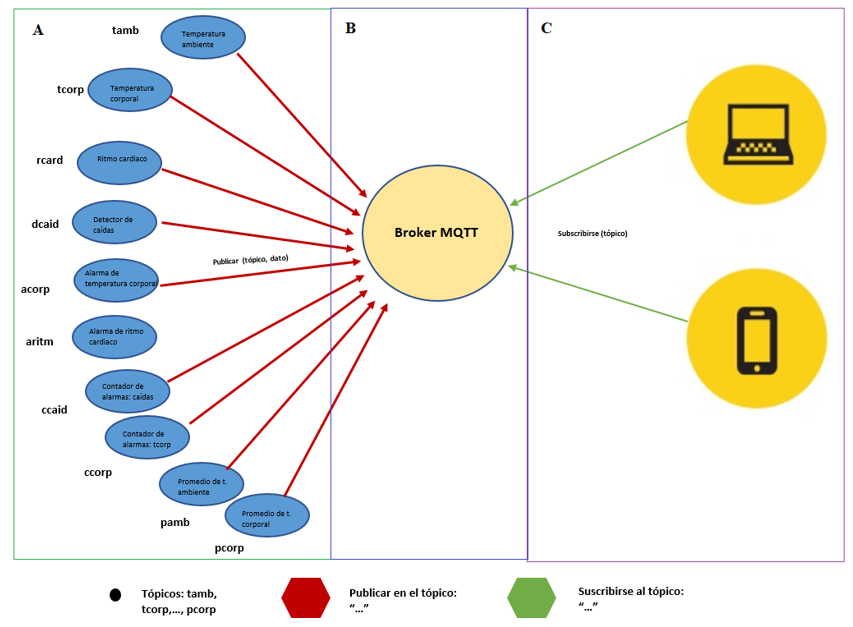 A
B
C
tamb
Temperatura
ambiente
tcorp
Temperatura
corporal
rcard
Ritmo cardiaco
dcaid
Detector de
caídas
Broker MQTT
Subscribirse (tópico)
Publicar (tópico, dato)
acorp
Alarma de
temperatura corporal
aritm
Alarma de ritmo
cardiaco
ccaid
Contador de
alarmas: caídas
ccorp
Contador de
alarmas: tcorp
pamb
Promedio de t.
ambiente
pcorp
Promedio de t.
corporal
Tópicos: tamb,
tcorp,…, pcorp
Publicar en el tópico:
“…”
Suscribirse al tópico:
“…”